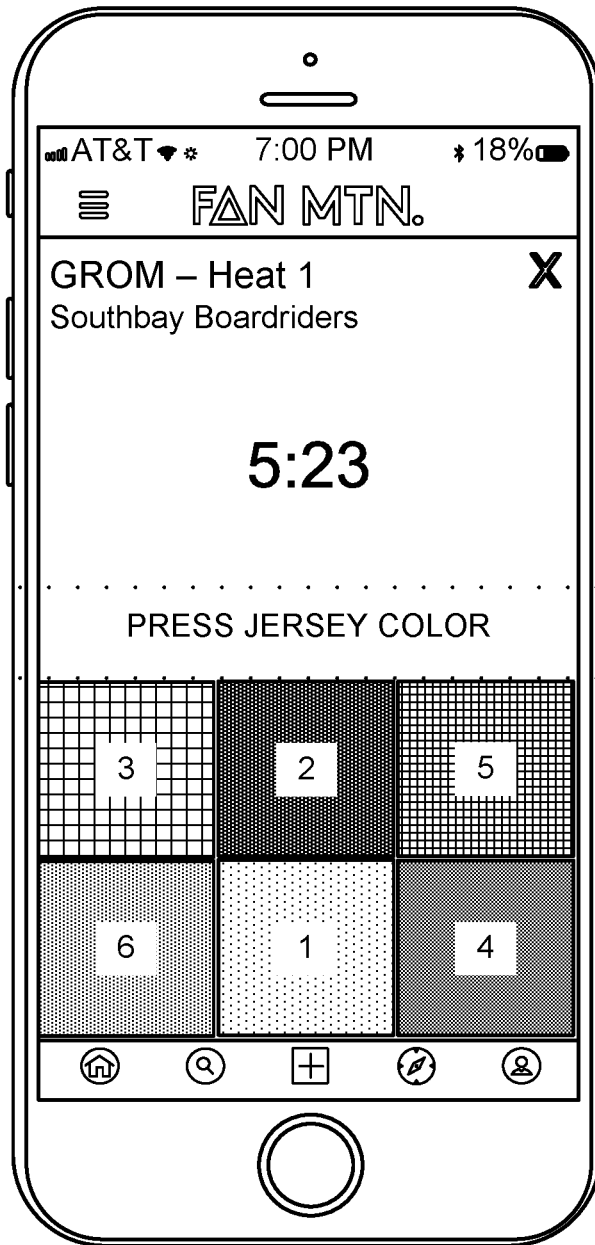 AT&T 7:00 PM 18%
FAN MTN.
GROM – Heat 1 X
Southbay Boardriders
5:23
PRESS JERSEY COLOR
3 2 5
6 1 4